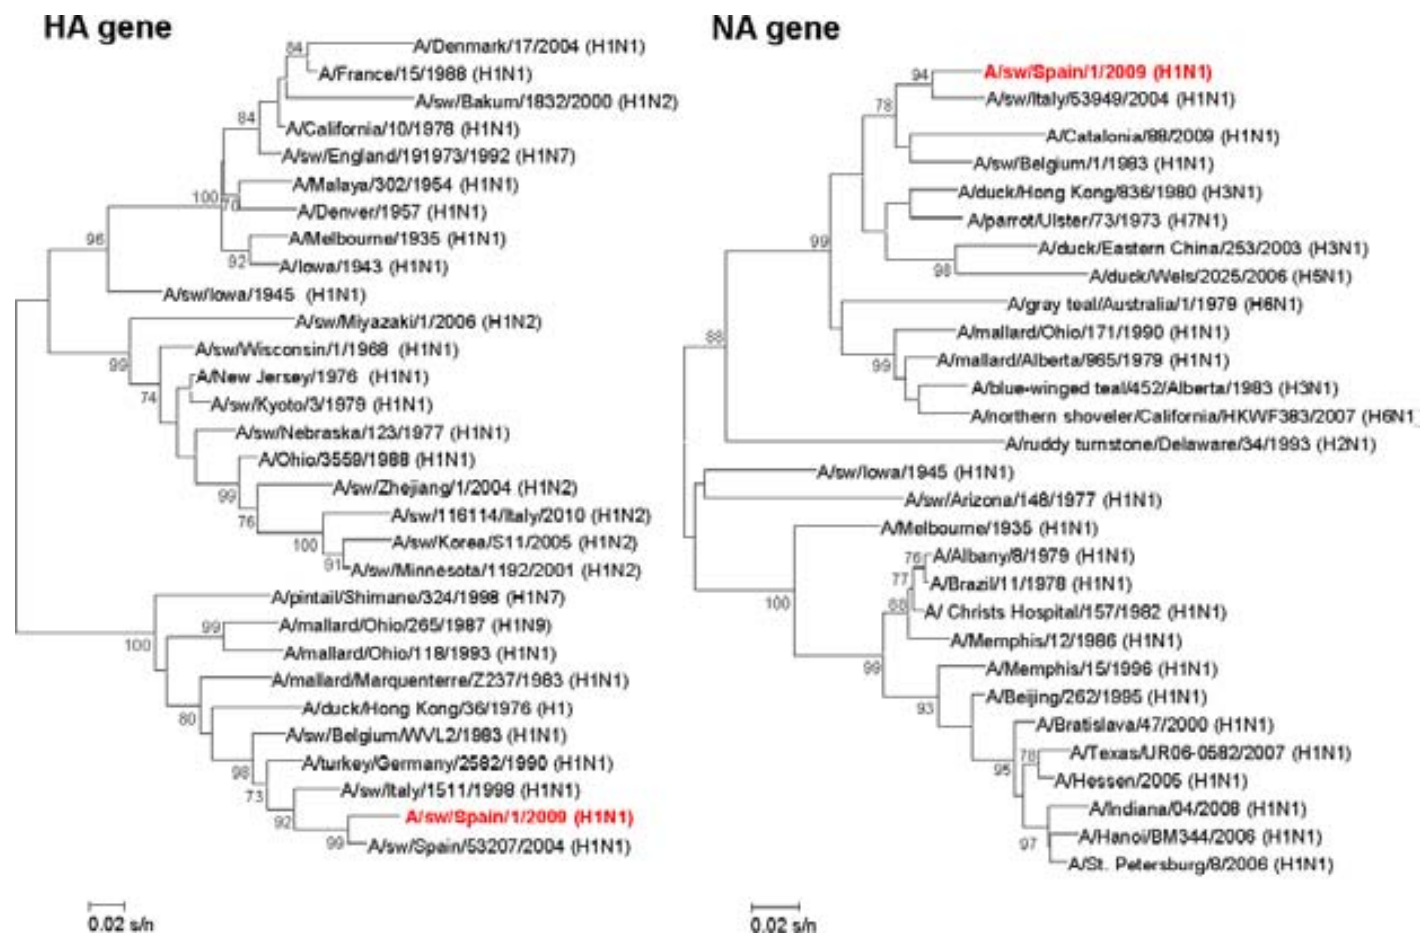 HA gene
84
A/Denmark/17/2004 (H1N1)
A/France/15/1988 (H1N1)
A/sw/Bakum/1832/2000 (H1N2)
84
A/California/10/1978 (H1N1)
A/sw/England/191973/1992 (H1N7)
A/Malaya/302/1954 (H1N1)
100
76
A/Denver/1957 (H1N1)
A/Melbourne/1935 (H1N1)
96
92
A/Iowa/1943 (H1N1)
A/sw/Iowa/1945 (H1N1)
A/sw/Miyazaki/1/2006 (H1N2)
A/sw/Wisconsin/1/1968 (H1N1)
99
A/New Jersey/1976 (H1N1)
74
A/sw/Kyoto/3/1979 (H1N1)
A/sw/Nebraska/123/1977 (H1N1)
A/Ohio/3559/1988 (H1N1)
A/sw/Zhejiang/1/2004 (H1N2)
99
A/sw/116114/Italy/2010 (H1N2)
76
A/sw/Korea/S11/2005 (H1N2)
100
91
A/sw/Minnesota/1192/2001 (H1N2)
A/pintail/Shimane/324/1998 (H1N7)
99
A/mallard/Ohio/265/1987 (H1N9)
100
A/mallard/Ohio/118/1993 (H1N1)
A/mallard/Marquenterre/Z237/1983 (H1N1)
A/duck/Hong Kong/36/1976 (H1)
80
A/sw/Belgium/WVL2/1983 (H1N1)
A/turkey/Germany/2582/1990 (H1N1)
98
A/sw/Italy/1511/1998 (H1N1)
73
A/sw/Spain/1/2009 (H1N1)
92
99
A/sw/Spain/53207/2004 (H1N1)
0.02 s/n
NA gene
94
A/sw/Spain/1/2009 (H1N1)
A/sw/Italy/53949/2004 (H1N1)
78
A/Catalonia/88/2009 (H1N1)
A/sw/Belgium/1/1983 (H1N1)
A/duck/Hong Kong/836/1980 (H3N1)
A/parrot/Ulster/73/1973 (H7N1)
99
A/duck/Eastern China/253/2003 (H3N1)
98
A/duck/Wels/2025/2006 (H5N1)
A/gray teal/Australia/1/1979 (H6N1)
88
A/mallard/Ohio/171/1990 (H1N1)
99
A/mallard/Alberta/965/1979 (H1N1)
A/blue-winged teal/452/Alberta/1983 (H3N1)
A/northern shoveler/California/HKWF383/2007 (H6N1
A/ruddy turnstone/Delaware/34/1993 (H2N1)
A/sw/Iowa/1945 (H1N1)
A/sw/Arizona/148/1977 (H1N1)
A/Melbourne/1935 (H1N1)
76
A/Albany/8/1979 (H1N1)
77
A/Brazil/11/1978 (H1N1)
100
88
A/ Christs Hospital/157/1982 (H1N1)
A/Memphis/12/1986 (H1N1)
99
A/Memphis/15/1996 (H1N1)
A/Beijing/262/1995 (H1N1)
93
A/Bratislava/47/2000 (H1N1)
78
A/Texas/UR06-0582/2007 (H1N1)
95
A/Hessen/2005 (H1N1)
A/Indiana/04/2008 (H1N1)
A/Hanoi/BM344/2006 (H1N1)
97
A/St. Petersburg/8/2006 (H1N1)
0.02 s/n